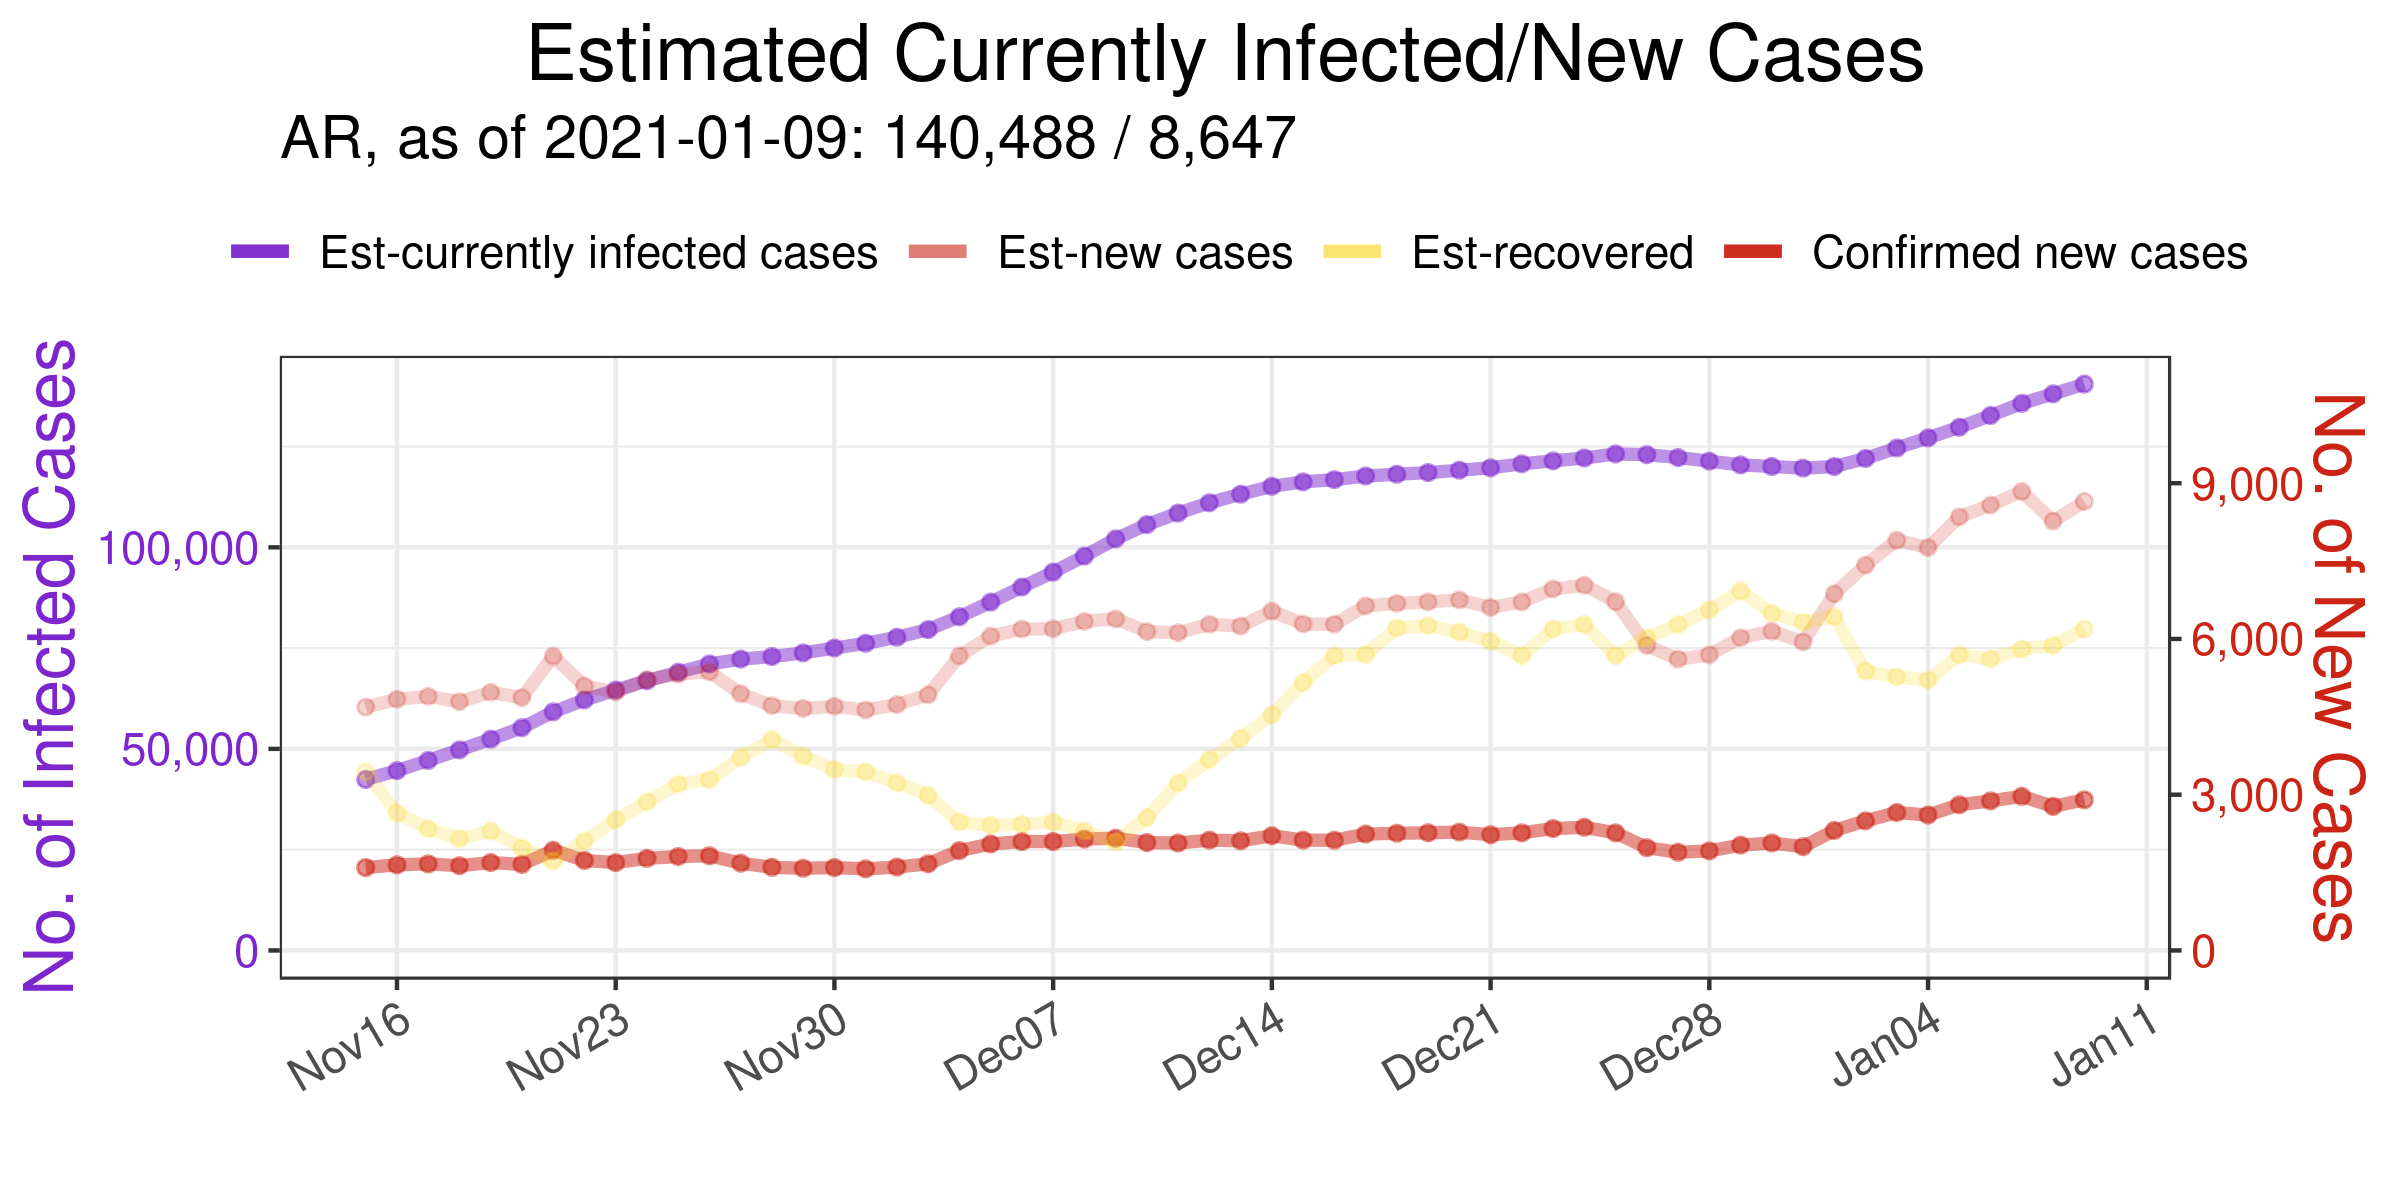 Estimated Currently Infected/New Cases
AR, as of 2021-01-09: 140,488 / 8,647
Est-currently infected cases Est-new cases Est-recovered Confirmed new cases
No. of Infected Cases
100,000
50,000
0
9,000
6,000
3,000
0
No. of New Cases
Nov16 Nov23 Nov30 Dec07 Dec14 Dec21 Dec28 Jan04 Jan11